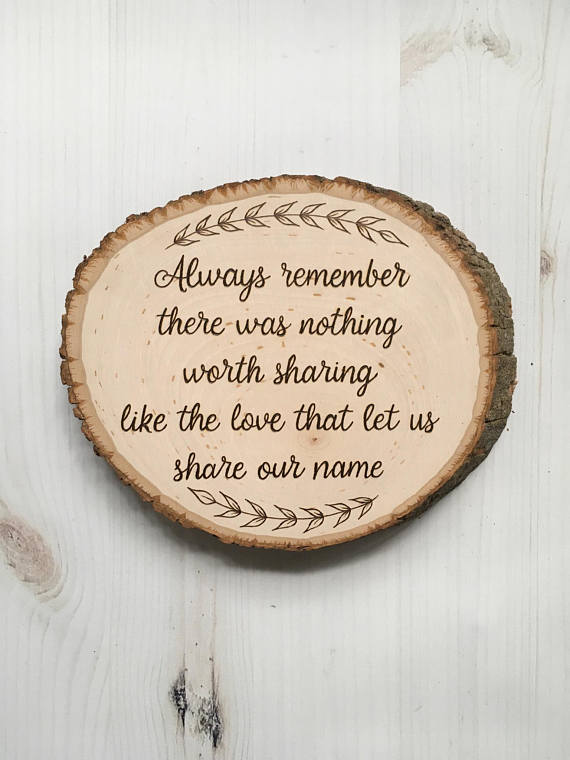 Always remember
there was nothing
worth sharing
like the love that let us
share our name